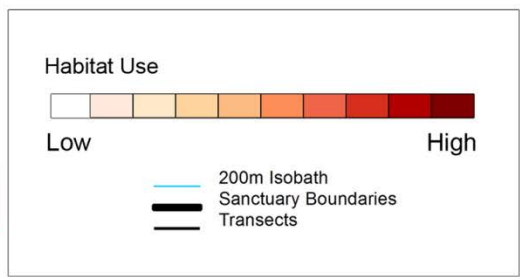 Habitat Use
Low High
200m Isobath
Sanctuary Boundaries
Transects